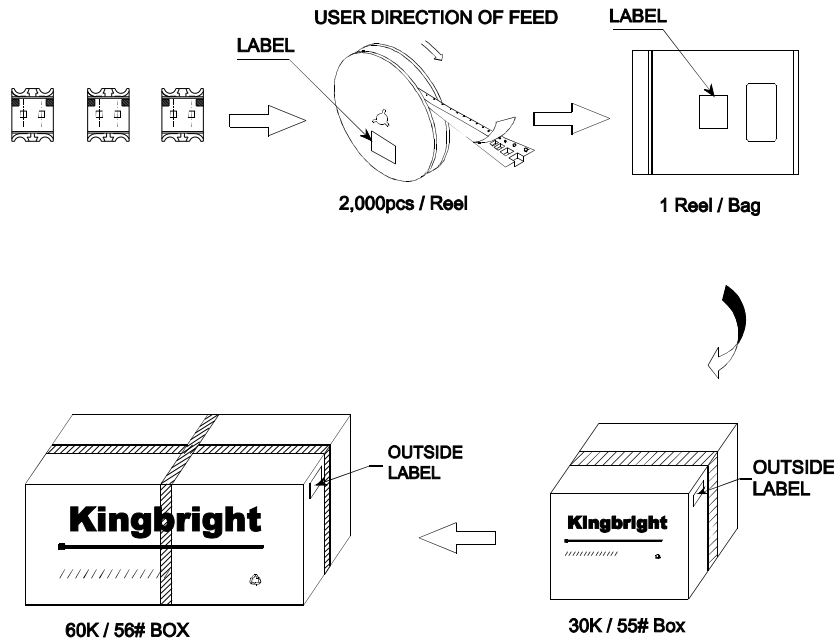 USER DIRECTION OF FEED
LABEL
LABEL
2,000pcs / Reel
1 Reel / Bag
OUTSIDE
LABEL
OUTSIDE
LABEL
Kingbright
Kingbright
60K / 56# BOX
30K / 55# Box